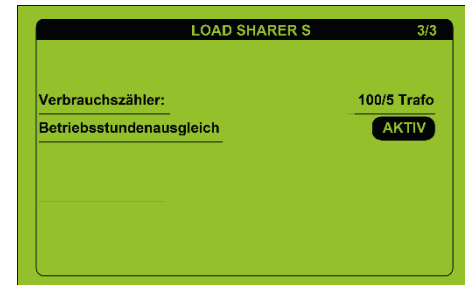 LOAD SHARER S 3/3
Verbrauchszähler: 100/5 Trafo
Betriebsstundenausgleich AKTIV